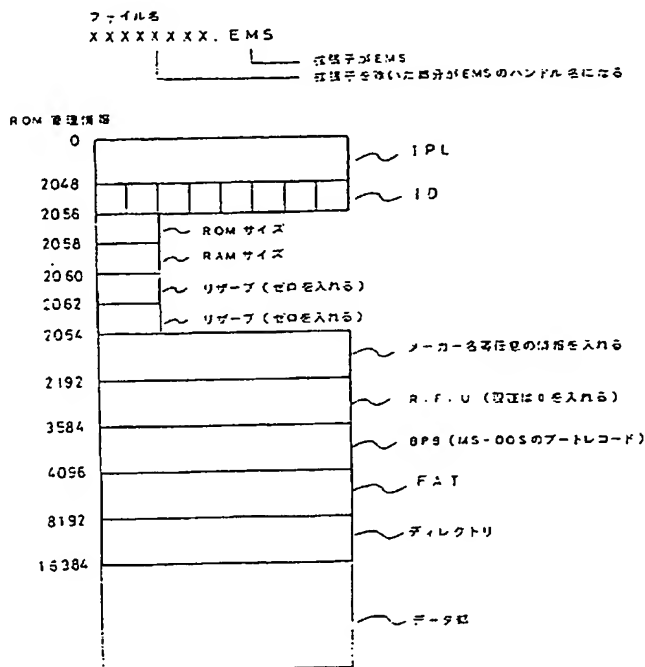 ファイル名
XXXXXXXX.EMS
拡張子がEMS
拡張子を除いた部分がEMSのハンドル名になる
ROM管理情報
0
IPL
2048
ID
2056
ROMサイズ
2058
RAMサイズ
2060
リザーブ(ゼロを入れる)
2062
リザーブ(ゼロを入れる)
2064
メーカー名等任意の情報を入れる
2192
R.F.U (は0を入れる)
3584
BPB(MS-DOSのブートレコード)
4096
FAT
8192
ディレクトリ
16384
データ部